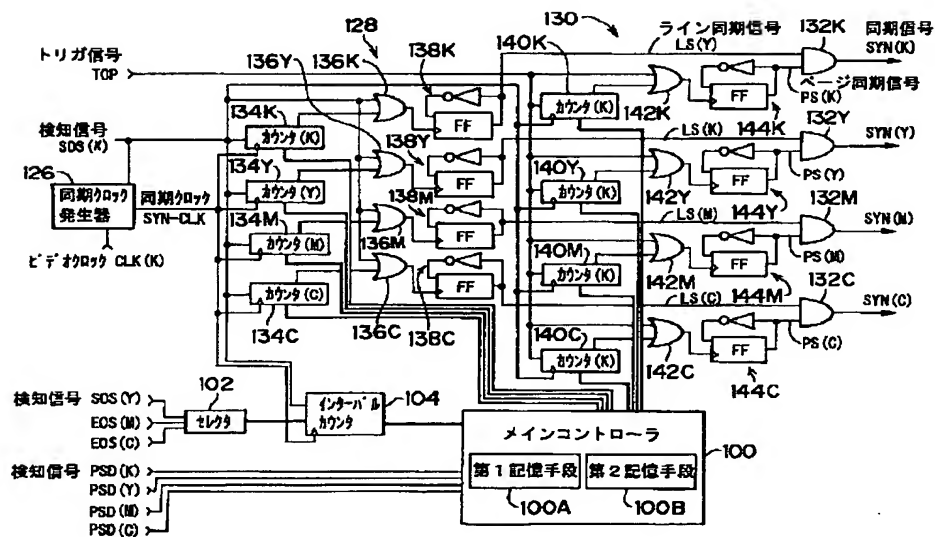 130
128
トリガ信号
TOP
136Y
136K
138K
140K
ライン同期信号
LS(Y)
132K
同期信号
SYN(K)
ページ同期信号
PS(K)
142K
FF
144K
134K
カウンタ(K)
FF
カウンタ(K)
検知信号
SDS(K)
126
同期クロック
発生器
同期クロック
SYN-CLK
ビデオクロック CLK(K)
134Y
カウンタ(Y)
138Y
FF
140Y
カウンタ(K)
LS(K)
142Y
FF
144Y
132Y
PS(Y)
SYN(Y)
134M
カウンタ(M)
136M
138M
FF
140M
カウンタ(K)
LS(M)
142M
FF
144M
132M
PS(M)
SYN(M)
カウンタ(C)
134C
136C
138C
FF
140C
カウンタ(K)
LS(C)
142C
FF
144C
132C
PS(C)
SYN(C)
検知信号
SOS(Y)
EOS(M)
EOS(C)
102
セレクタ
インターバル
カウンタ
104
検知信号
PSD(K)
PSD(Y)
PSD(M)
PSD(C)
メインコントローラ
100
第1記憶手段
第2記憶手段
100A
100B